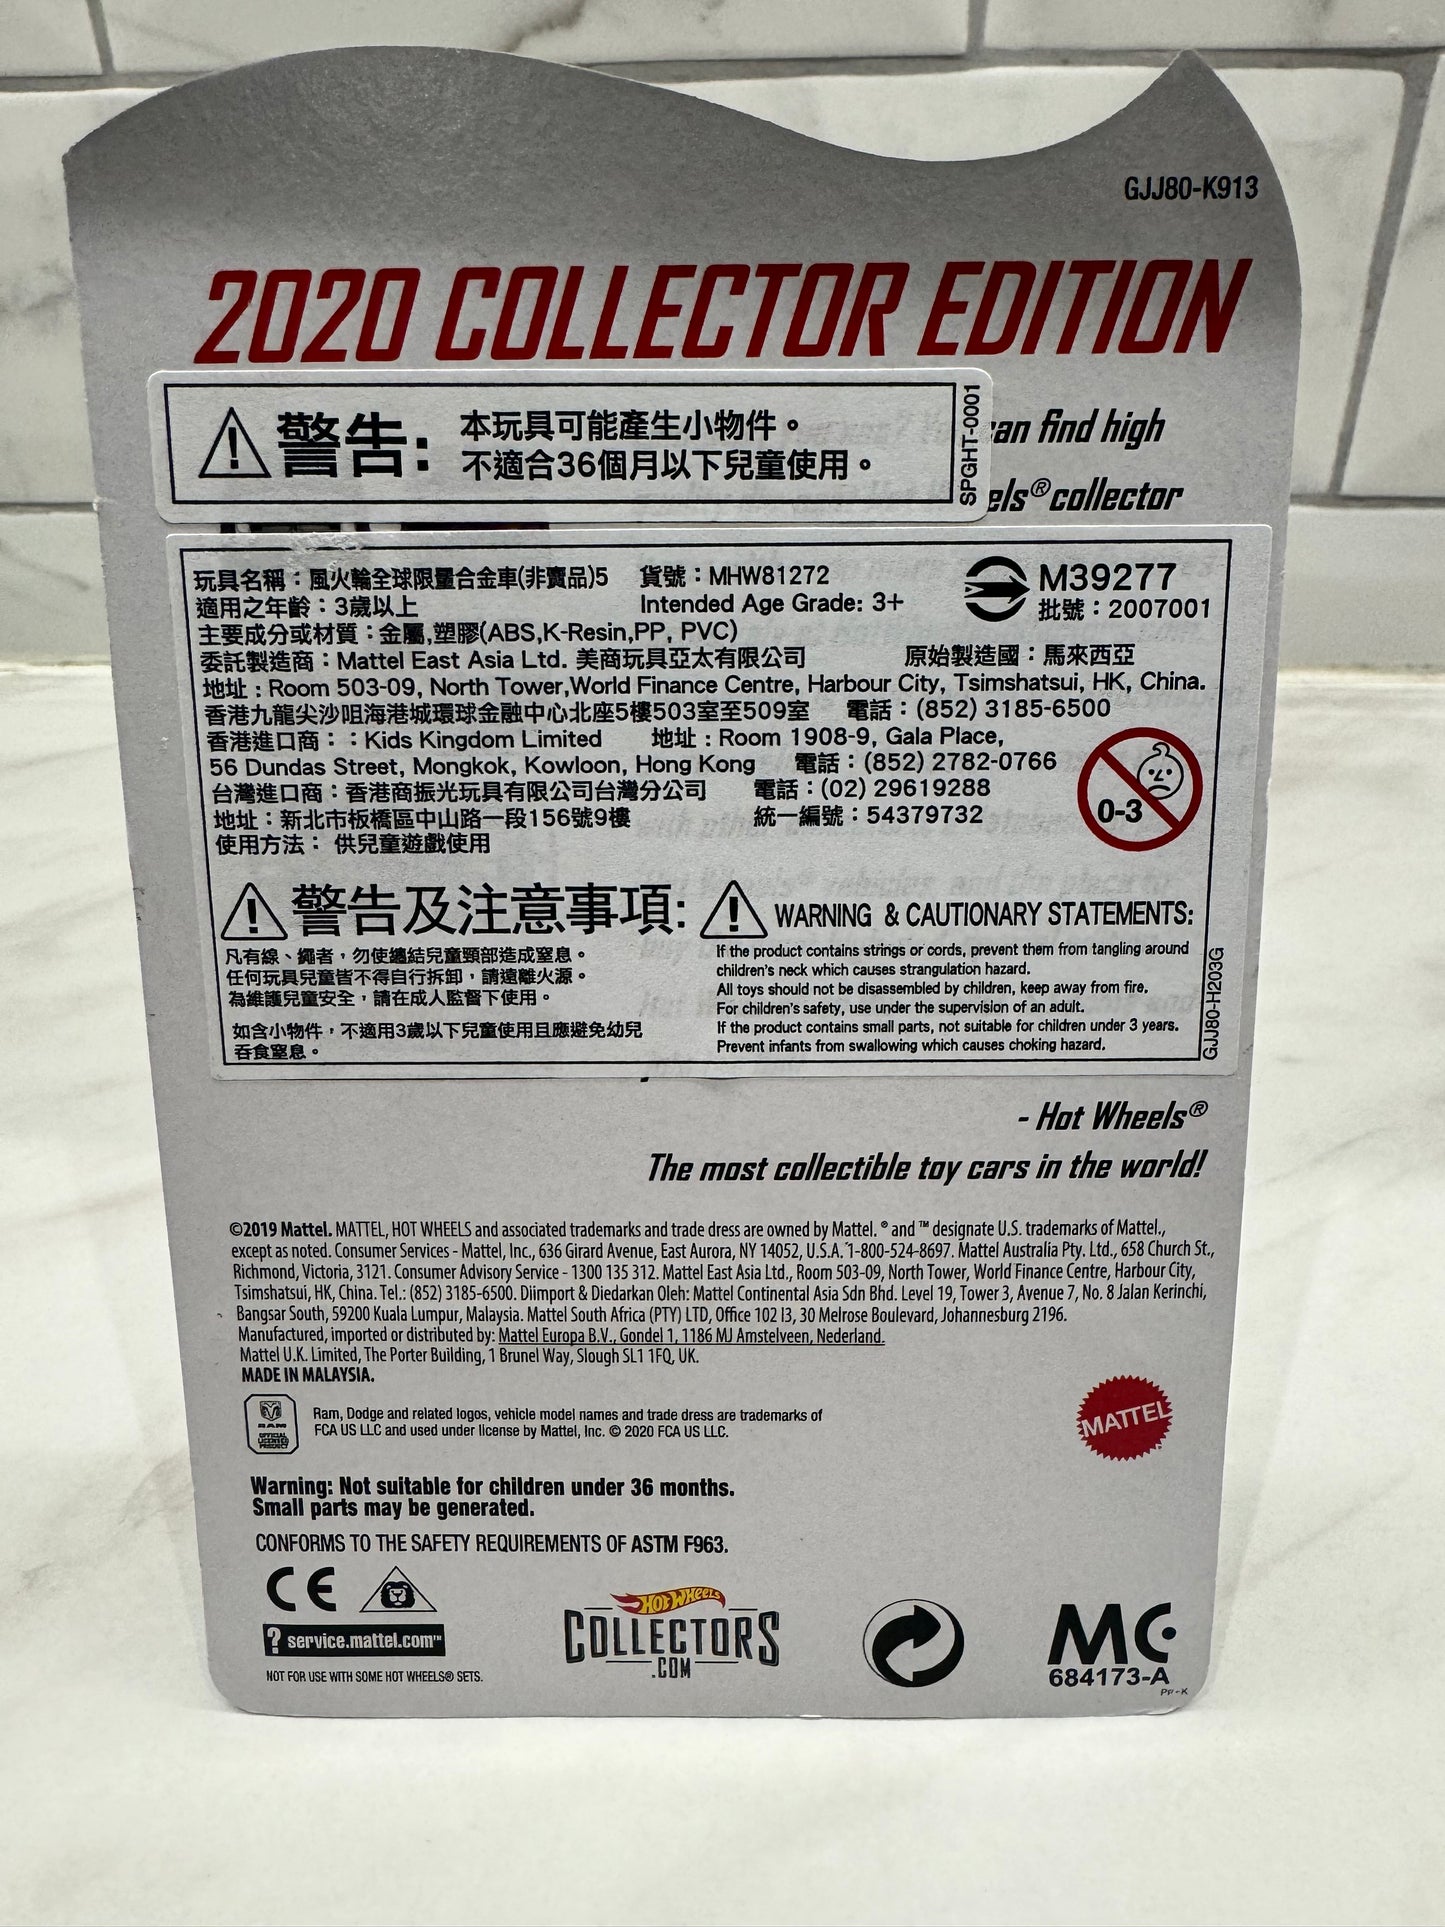 GJJ80-K913
2020 COLLECTOR EDITION
警告:
本玩具可能產生小物件。
不適合36個月以下兒童使用。
SPGHT-0001
can find high
els® collector
玩具名稱：風火輪全球限量合金車(非賣品)5 貨號：MHW81272
M39277
適用之年齡：3歲以上 Intended Age Grade: 3+
批號：2007001
主要成分或材質：金屬,塑膠(ABS,K-Resin,PP, PVC)
委託製造商：Mattel East Asia Ltd. 美商玩具亞太有限公司 原始製造國：馬來西亞
地址：Room 503-09, North Tower,World Finance Centre, Harbour City, Tsimshatsui, HK, China.
香港九龍尖沙咀海港城環球金融中心北座5樓503室至509室 電話：(852) 3185-6500
香港進口商：：Kids Kingdom Limited 地址：Room 1908-9, Gala Place,
56 Dundas Street, Mongkok, Kowloon, Hong Kong 電話：(852) 2782-0766
台灣進口商：香港商振光玩具有限公司台灣分公司 電話：(02) 29619288
地址：新北市板橋區中山路一段156號9樓 統一編號：54379732
使用方法： 供兒童遊戲使用
0-3
警告及注意事項:
凡有線、繩者，勿使纏結兒童頸部造成窒息。
任何玩具兒童皆不得自行拆卸，請遠離火源。
為維護兒童安全，請在成人監督下使用。
如含小物件，不適用3歲以下兒童使用且應避免幼兒
吞食窒息。
WARNING & CAUTIONARY STATEMENTS:
If the product contains strings or cords, prevent them from tangling around
children's neck which causes strangulation hazard.
All toys should not be disassembled by children, keep away from fire.
For children's safety, use under the supervision of an adult.
If the product contains small parts, not suitable for children under 3 years.
Prevent infants from swallowing which causes choking hazard.
GJJ80-H203G
- Hot Wheels®
The most collectible toy cars in the world!
©2019 Mattel. MATTEL, HOT WHEELS and associated trademarks and trade dress are owned by Mattel. ® and ™ designate U.S. trademarks of Mattel.,
except as noted. Consumer Services - Mattel, Inc., 636 Girard Avenue, East Aurora, NY 14052, U.S.A. 1-800-524-8697. Mattel Australia Pty. Ltd., 658 Church St.,
Richmond, Victoria, 3121. Consumer Advisory Service - 1300 135 312. Mattel East Asia Ltd., Room 503-09, North Tower, World Finance Centre, Harbour City,
Tsimshatsui, HK, China. Tel.: (852) 3185-6500. Diimport & Diedarkan Oleh: Mattel Continental Asia Sdn Bhd. Level 19, Tower 3, Avenue 7, No. 8 Jalan Kerinchi,
Bangsar South, 59200 Kuala Lumpur, Malaysia. Mattel South Africa (PTY) LTD, Office 102 I3, 30 Melrose Boulevard, Johannesburg 2196.
Manufactured, imported or distributed by: Mattel Europa B.V., Gondel 1, 1186 MJ Amstelveen, Nederland.
Mattel U.K. Limited, The Porter Building, 1 Brunel Way, Slough SL1 1FQ, UK.
MADE IN MALAYSIA.
RAM
OFFICIAL
LICENSED
PRODUCT
Ram, Dodge and related logos, vehicle model names and trade dress are trademarks of
FCA US LLC and used under license by Mattel, Inc. © 2020 FCA US LLC.
MATTEL
Warning: Not suitable for children under 36 months.
Small parts may be generated.
CONFORMS TO THE SAFETY REQUIREMENTS OF ASTM F963.
CE
? service.mattel.com™
NOT FOR USE WITH SOME HOT WHEELS® SETS.
HOT WHEELS
COLLECTORS
.COM
MC
684173-A